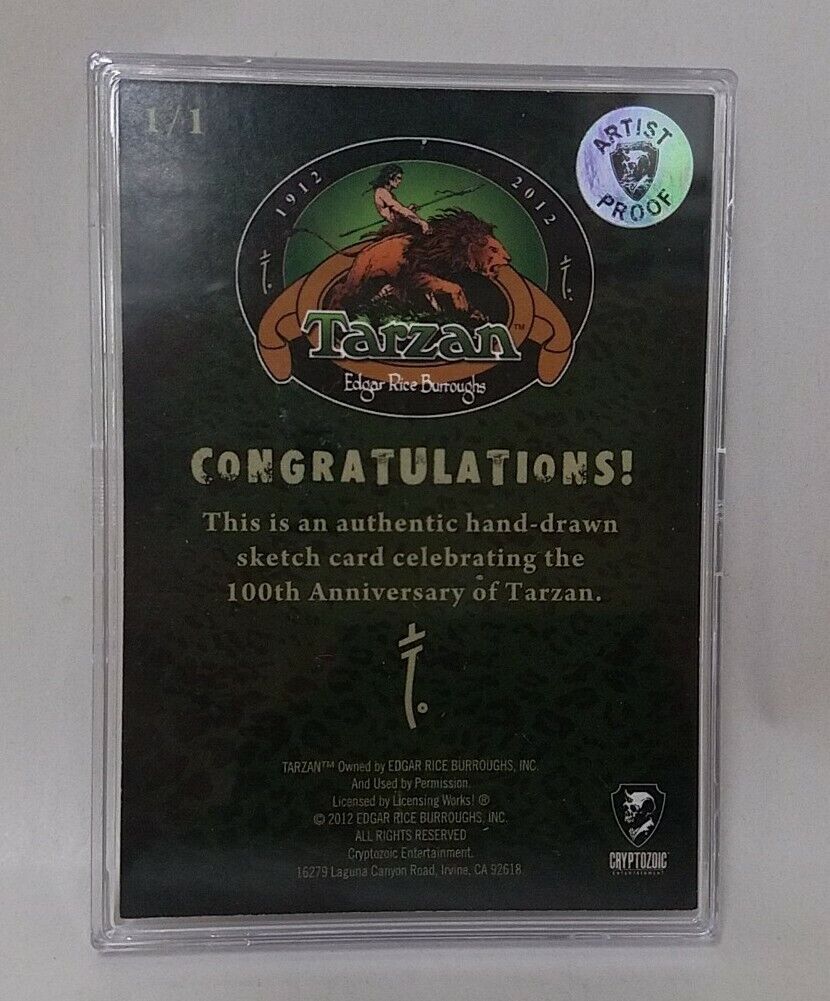 1/1
ARTIST
PROOF
1912
2012
Tarzan™
Edgar Rice Burroughs
CONGRATULATIONS!
This is an authentic hand-drawn
sketch card celebrating the
100th Anniversary of Tarzan.
TARZAN™ Owned by EDGAR RICE BURROUGHS, INC.
And Used by Permission.
Licensed by Licensing Works! ®
© 2012 EDGAR RICE BURROUGHS, INC.
ALL RIGHTS RESERVED
Cryptozoic Entertainment.
16279 Laguna Canyon Road, Irvine, CA 92618
CRYPTOZOIC
ENTERTAINMENT